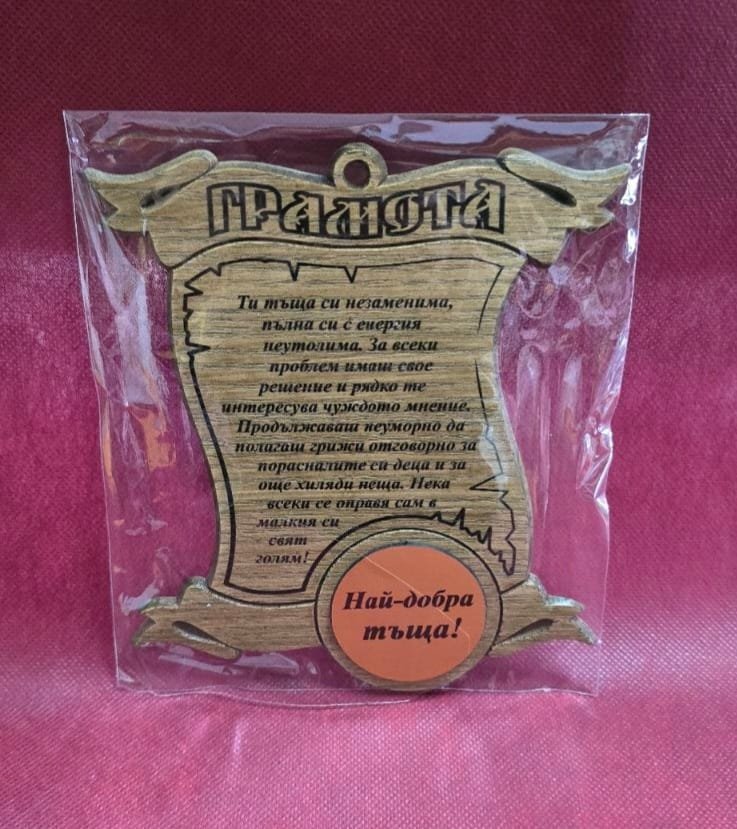 ГРАМОТА
Ти тъща си незаменима,
пълна си с енергия
неутолима. За всеки
проблем имаш свое
решение и рядко те
интересува чуждото мнение.
Продължаваш неуморно да
полагаш грижи отговорно за
порасналите си деца и за
още хиляди неща. Нека
всеки се оправя сам в
малкия си
свят
голям!
Най-добра
тъща!